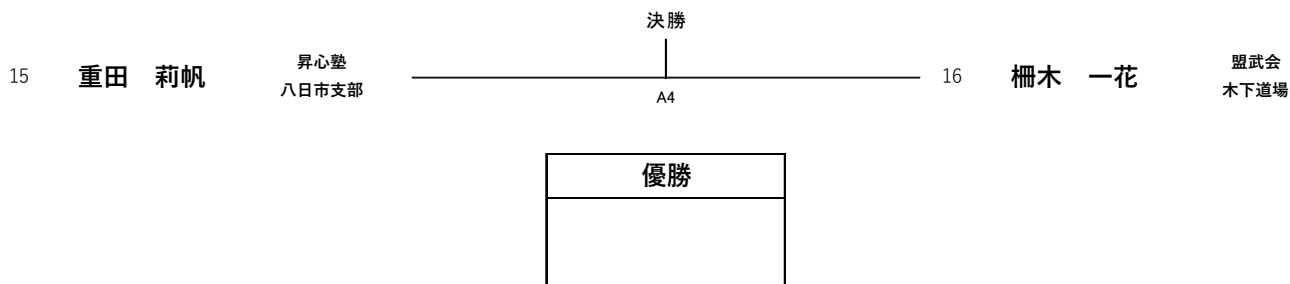 決勝
15 重田 莉帆 昇心塾 八日市支部
A4
16 柵木 一花 盟武会 木下道場
優勝